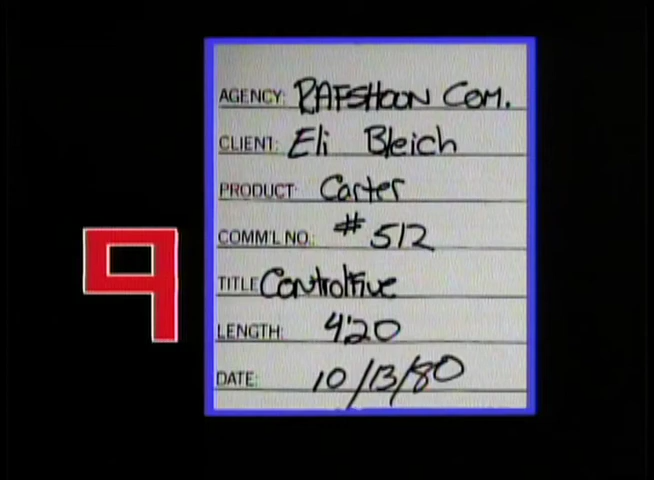 9
AGENCY: RAFSHOON COM.
CLIENT: Eli Bleich
PRODUCT: Carter
COMM'L NO.: #512
TITLE Control Five
LENGTH: 4:20
DATE: 10/13/80